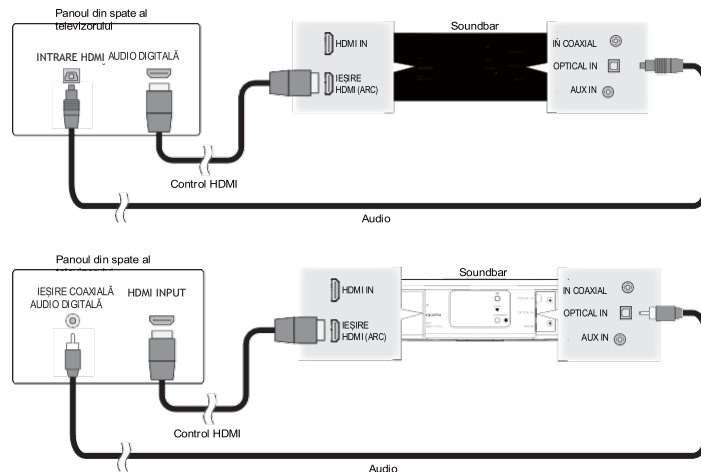 Panoul din spate al
televizorului
Soundbar
INTRARE HDMI AUDIO DIGITALĂ
HDMI IN
IEȘIRE
HDMI (ARC)
IN COAXIAL
OPTICAL IN
AUX IN
Control HDMI
Audio
Panoul din spate al
Soundbar
IEȘIRE COAXIALĂ
AUDIO DIGITALĂ
HDMI INPUT
HDMI IN
IEȘIRE
HDMI (ARC)
IN COAXIAL
OPTICAL IN
AUX IN
Control HDMI
Audio